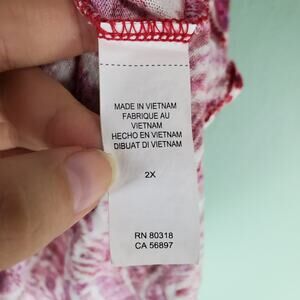 MADE IN VIETNAM
FABRIQUE AU
VIETNAM
HECHO EN VIETNAM
DIBUAT DI VIETNAM
2X
RN 80318
CA 56897